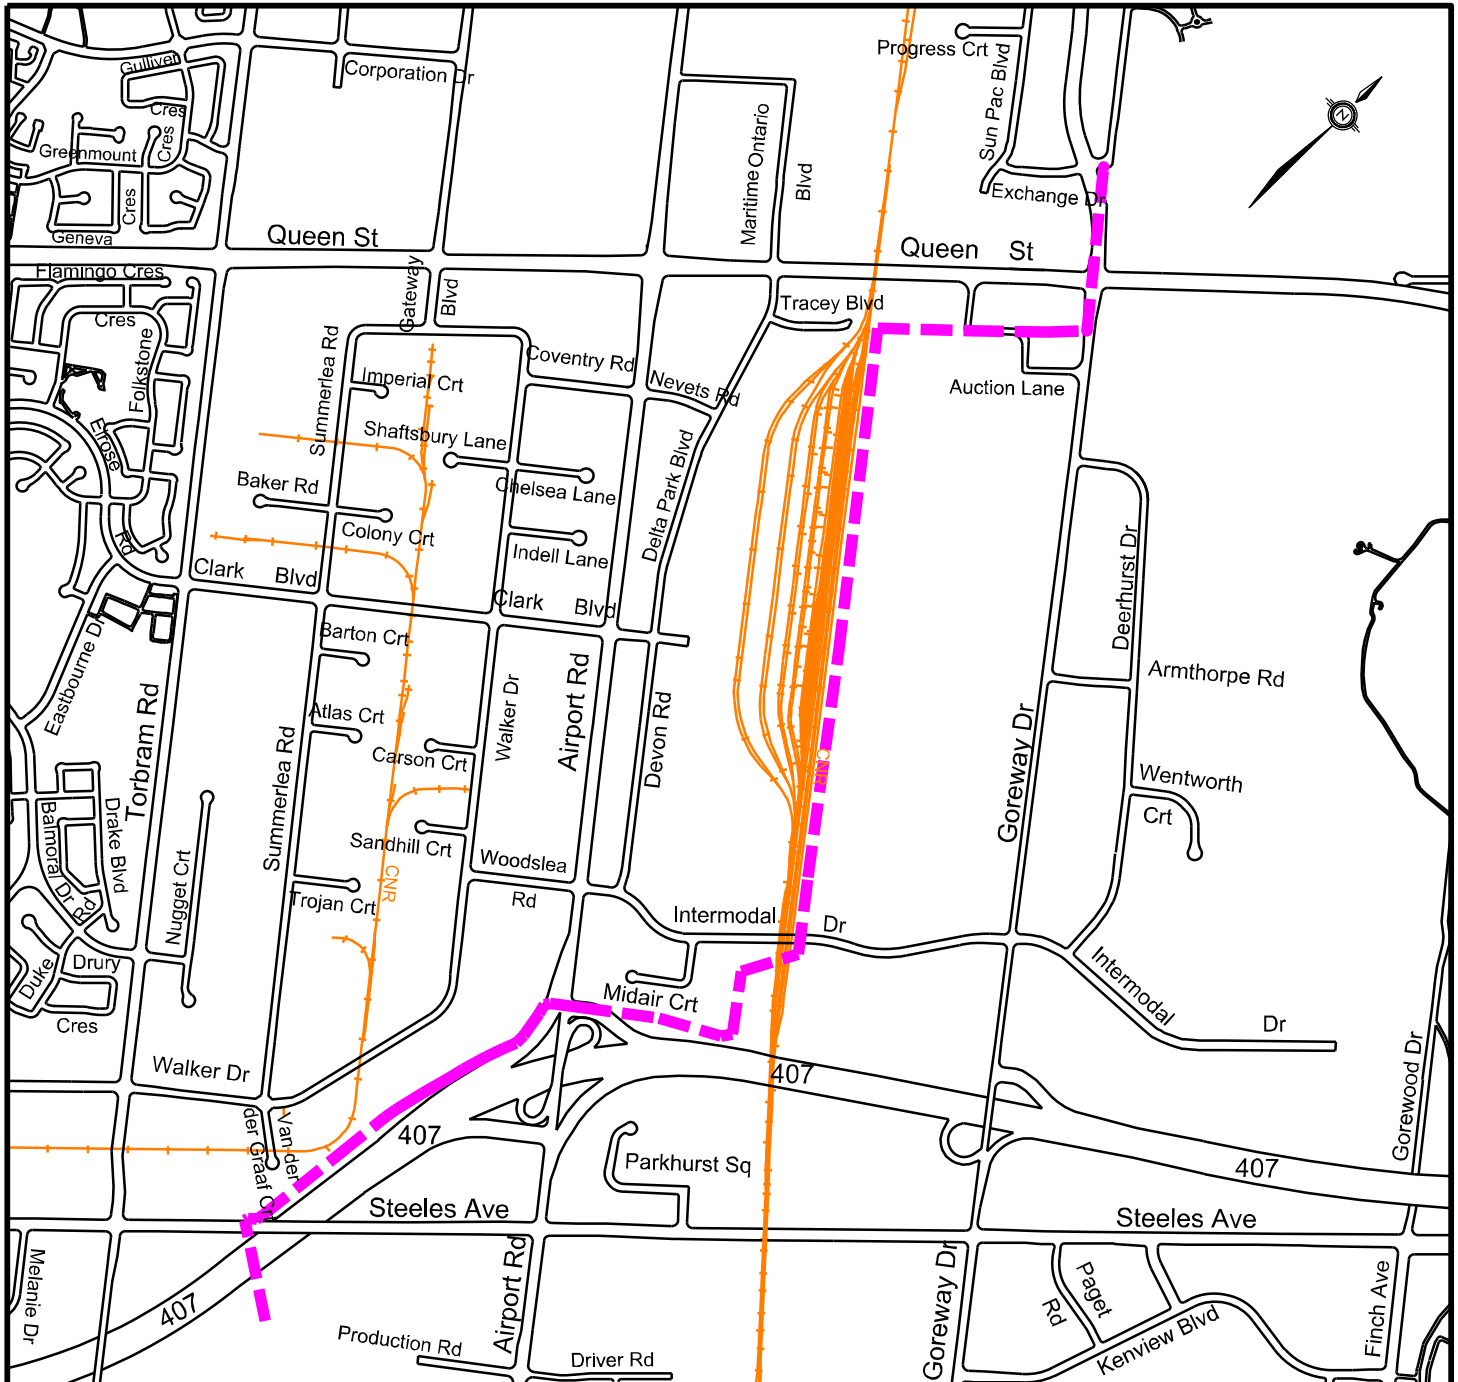 Progress Crt
Gulliver
Cres
Corporation Dr
Sun Pac Blvd
N
Maritime Ontario
Blvd
Greenmount
Cres
Cres
Exchange Dr
Geneva
Queen St
Queen St
Flamingo Cres
Cres
Gateway
Blvd
Tracey Blvd
Folkstone
Summerlea Rd
Coventry Rd
Imperial Crt
Nevets Rd
Auction Lane
Elrose
Rd
Shaftsbury Lane
Baker Rd
Chelsea Lane
Delta Park Blvd
Colony Crt
Indell Lane
Deerhurst Dr
Clark Blvd
Clark Blvd
Eastbourne Dr
Barton Crt
Armthorpe Rd
Torbram Rd
Atlas Crt
Walker Dr
Airport Rd
Devon Rd
Goreway Dr
Summerlea Rd
Carson Crt
CNR
Wentworth
Crt
Balmoral Dr
Drake Blvd
Rd
Sandhill Crt
Woodslea
Rd
Nugget Crt
CNR
Trojan Crt
Intermodal Dr
Duke
Drury
Cres
Midair Crt
Intermodal
Dr
Walker Dr
407
Gorewood Dr
Van der
der Graaf Crt
407
Parkhurst Sq
407
Steeles Ave
Steeles Ave
Melanie Dr
407
Airport Rd
Goreway Dr
Paget
Rd
Finch Ave
Production Rd
Driver Rd
Kenview Blvd